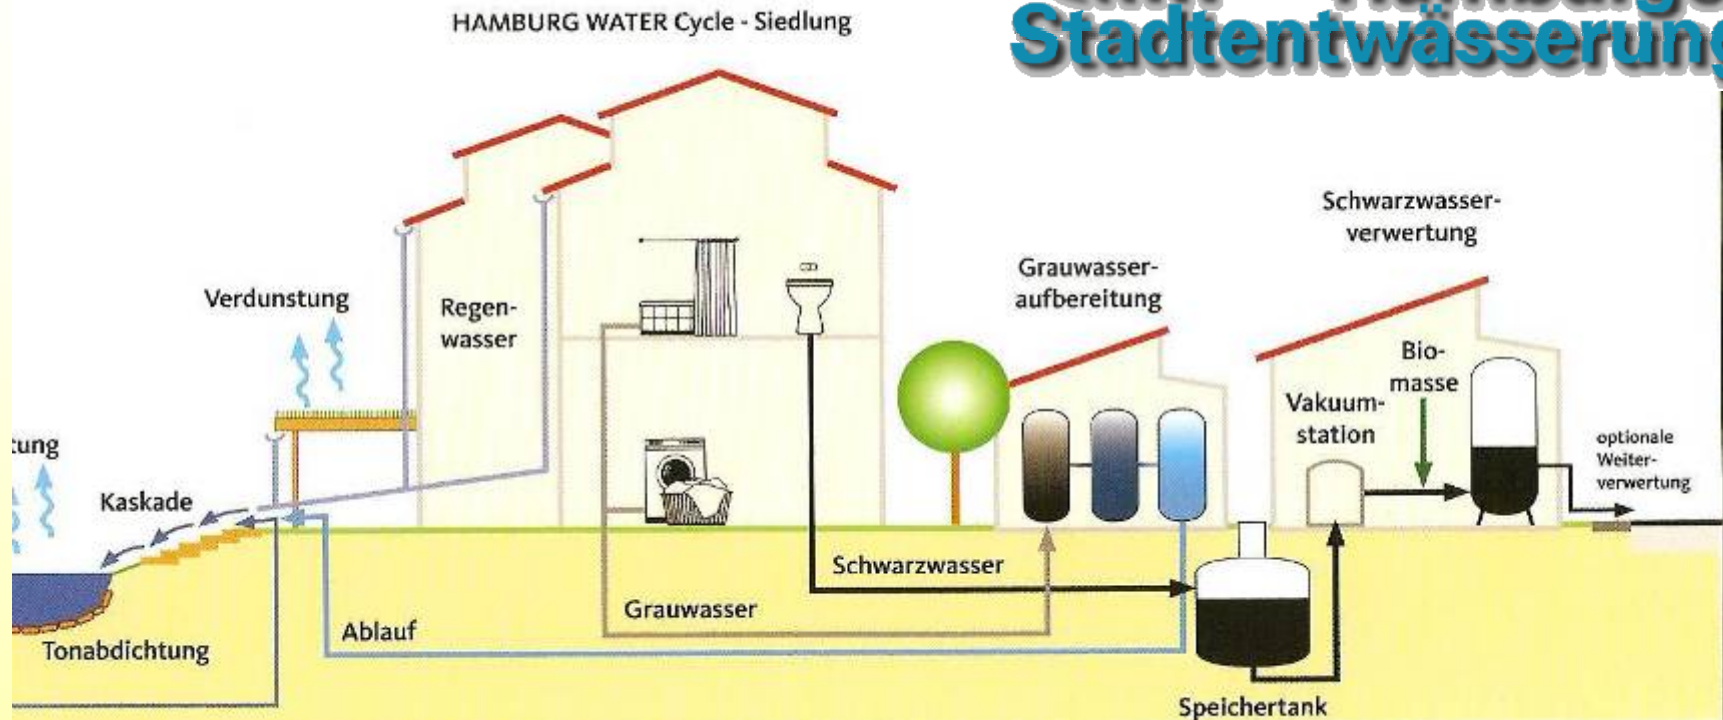 HAMBURG WATER Cycle - Siedlung
Stadtentwässerung
Schwarzwasser-
verwertung
Grauwasser-
aufbereitung
Verdunstung
Regen-
wasser
Bio-
masse
Vakuum-
station
optionale
Weiter-
verwertung
tung
Kaskade
Schwarzwasser
Grauwasser
Ablauf
Tonabdichtung
Speichertank